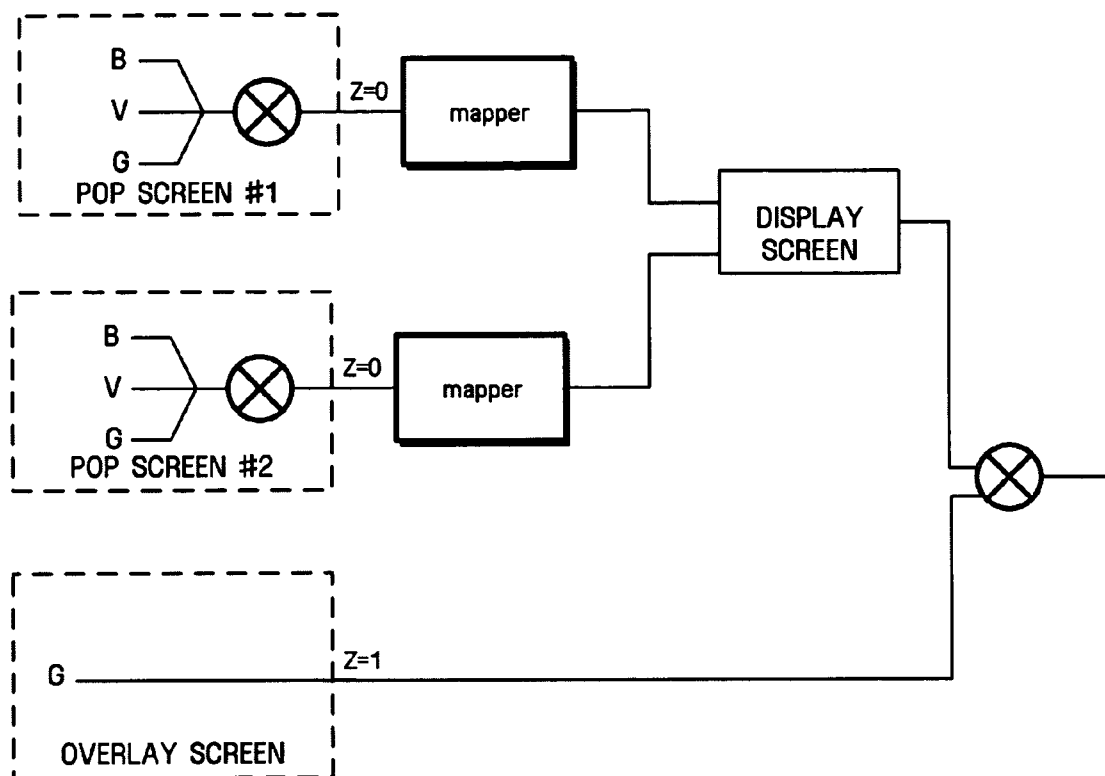 B
V
G
POP SCREEN #1
Z=0
mapper
DISPLAY
SCREEN
B
V
G
POP SCREEN #2
Z=0
mapper
G
Z=1
OVERLAY SCREEN